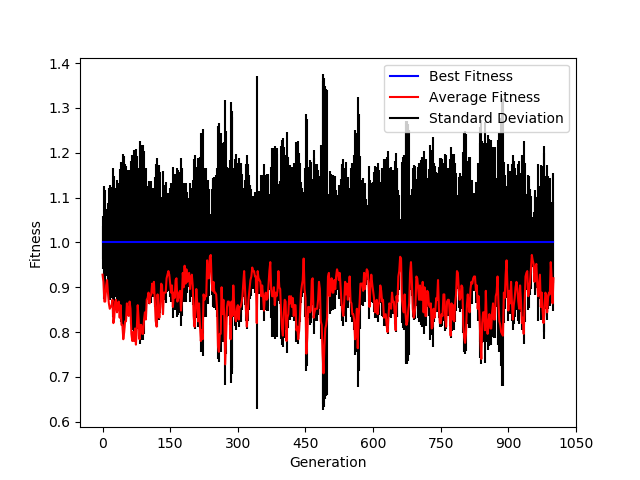 1.4
1.3
1.2
1.1
1.0
0.9
0.8
0.7
0.6
Fitness
Best Fitness
Average Fitness
Standard Deviation
0 150 300 450 600 750 900 1050
Generation